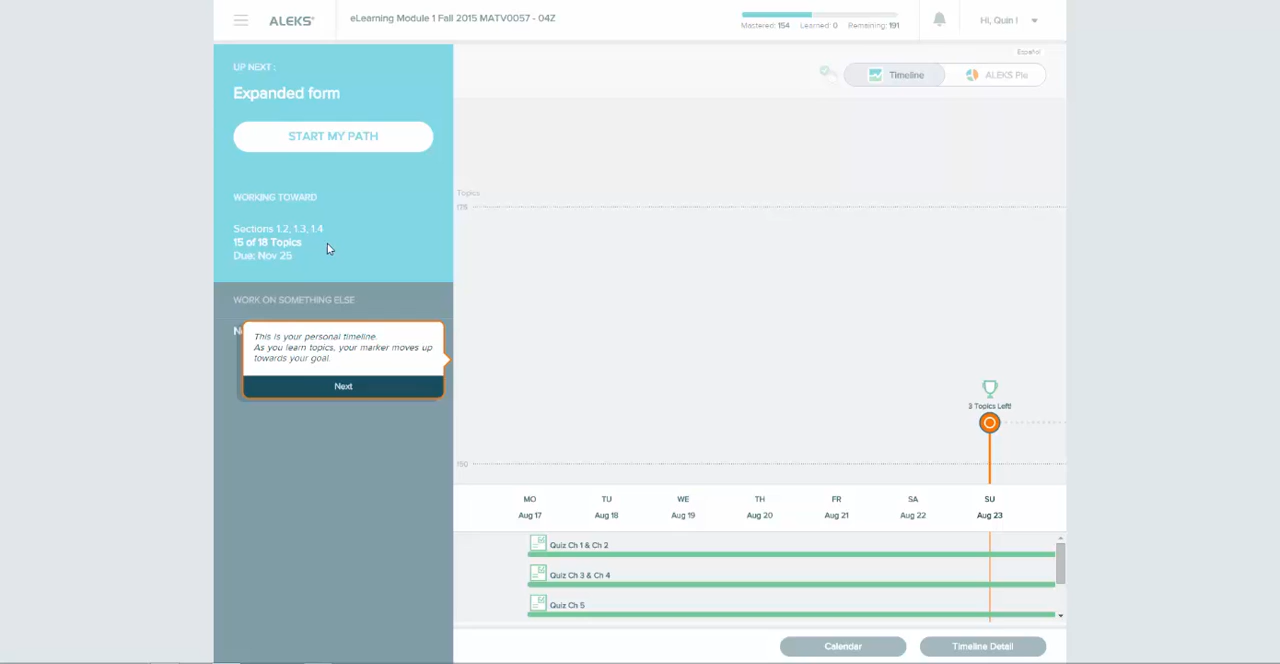 ALEKS®
eLearning Module 1 Fall 2015 MATV0057 - 04Z
Mastered: 154 Learned: 0 Remaining: 191
Hi, Quin !
UP NEXT :
Expanded form
START MY PATH
WORKING TOWARD
Sections 1.2, 1.3, 1.4
15 of 18 Topics
Due: Nov 25
WORK ON SOMETHING ELSE
This is your personal timeline.
As you learn topics, your marker moves up
towards your goal.
Next
Español
Timeline
ALEKS Pie
Topics
175
3 Topics Left!
150
MO TU WE TH FR SA SU
Aug 17 Aug 18 Aug 19 Aug 20 Aug 21 Aug 22 Aug 23
Quiz Ch 1 & Ch 2
Quiz Ch 3 & Ch 4
Quiz Ch 5
Calendar
Timeline Detail